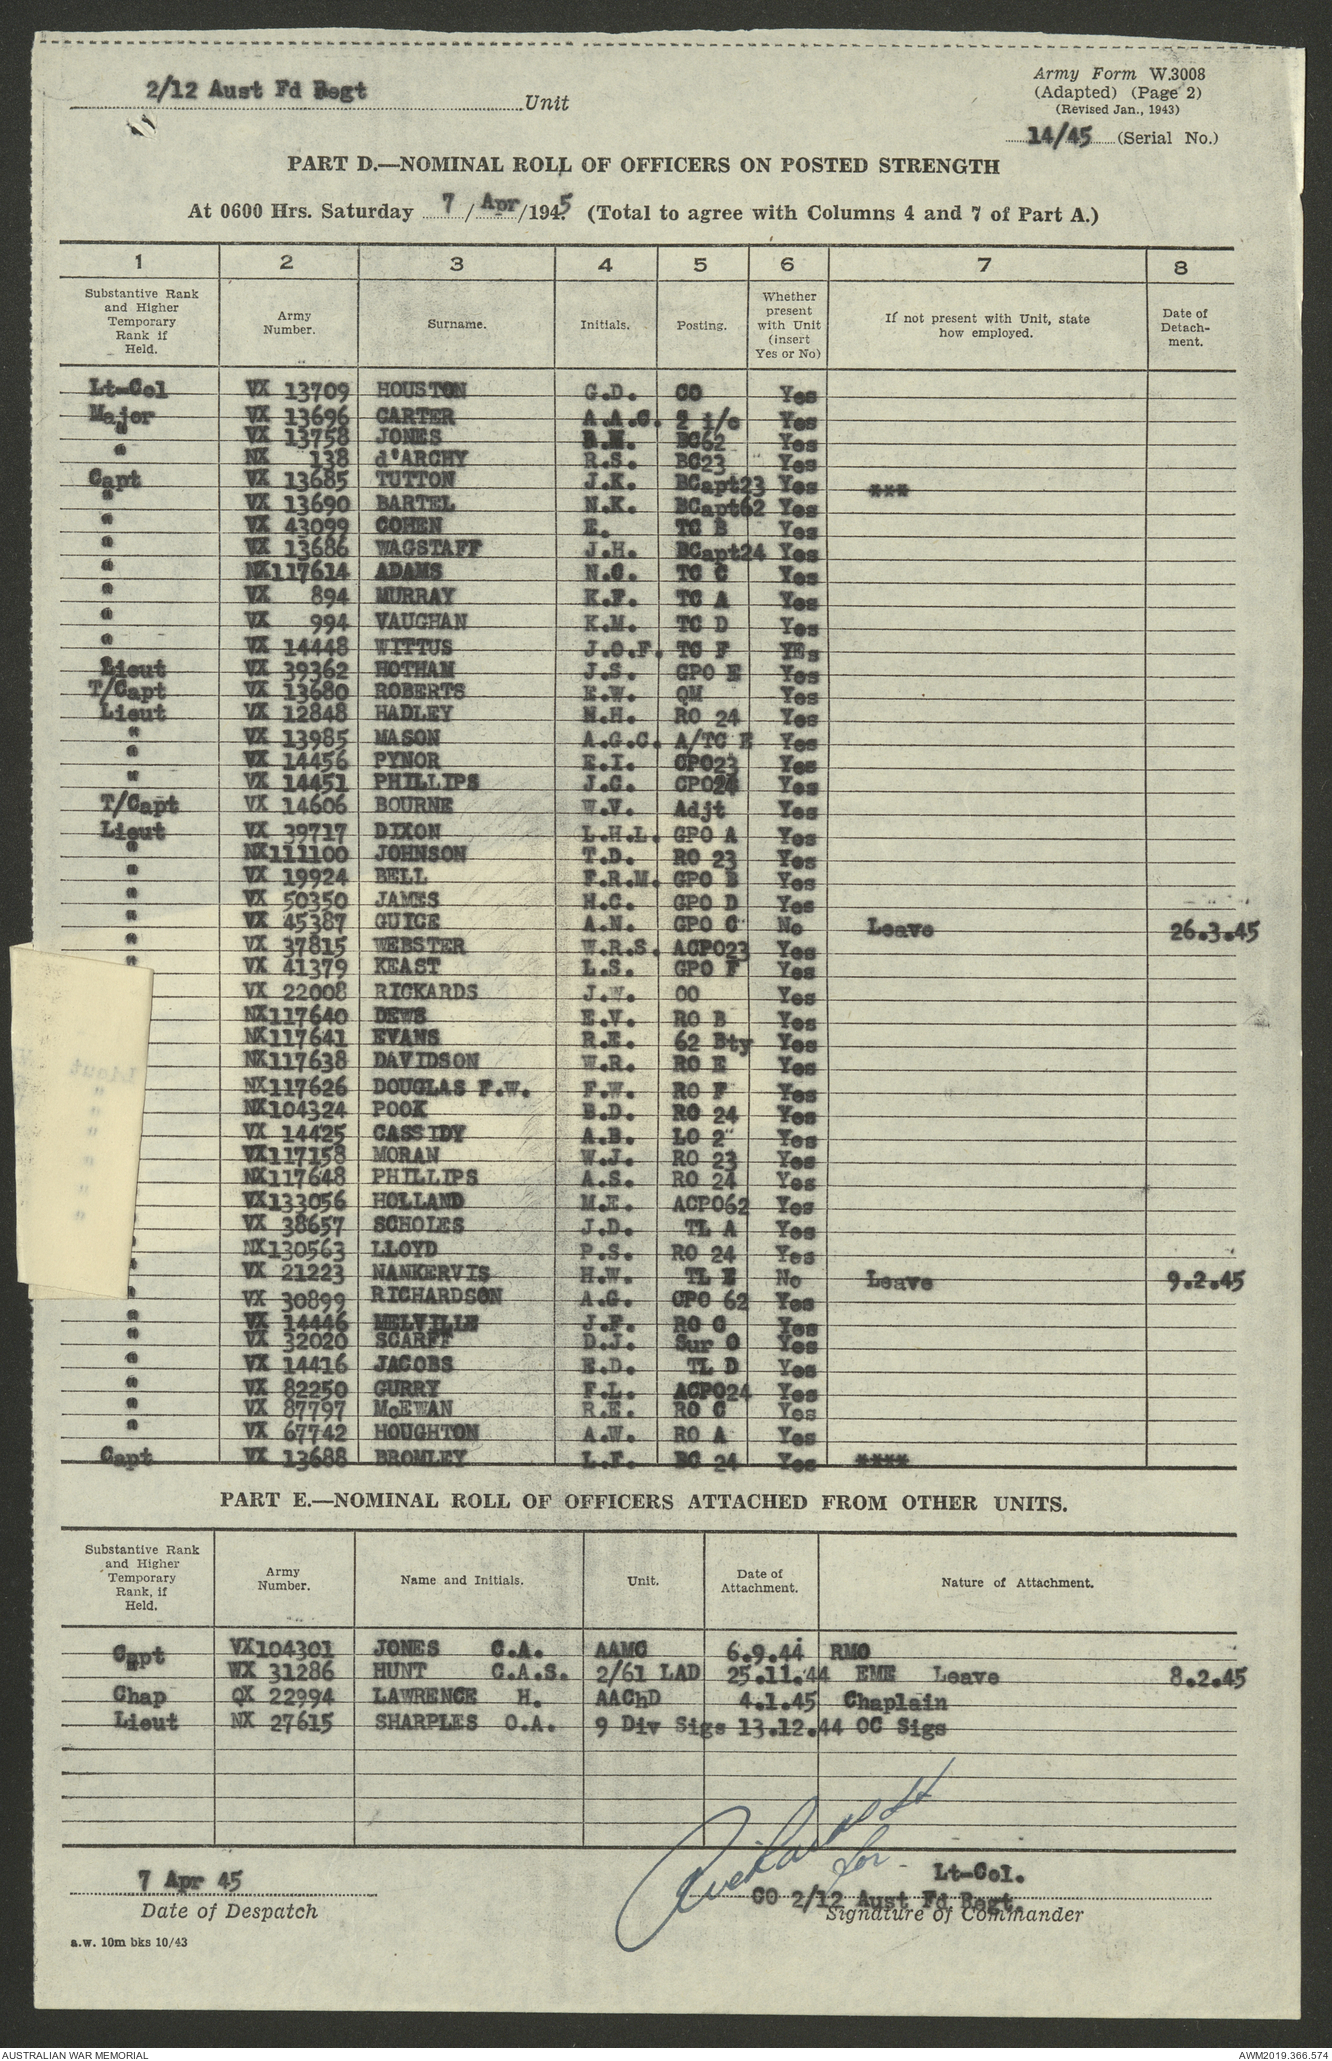 2/12 Aust Fd Regt Unit
Army Form W.3008
(Adapted) (Page 2)
(Revised Jan., 1943)
14/45 (Serial No.)
PART D.—NOMINAL ROLL OF OFFICERS ON POSTED STRENGTH
At 0600 Hrs. Saturday 7 / Apr /1945 (Total to agree with Columns 4 and 7 of Part A.)
1 2 3 4 5 6 7 8
Substantive Rank and Higher Temporary Rank if Held. Army Number. Surname. Initials. Posting. Whether present with Unit (insert Yes or No) If not present with Unit, state how employed. Date of Detach-ment.
Lt-Col VX 13709 HOUSTON G.D. CO Yes
Major VX 13696 CARTER A.A.C. 2 i/c Yes
" VX 13758 JONES Yes BC62
" NX 138 d'ARCHY R.S. BC23 Yes
Capt VX 13685 TUTTON J.K. BCapt23 Yes ***
" VX 13690 BARTEL N.K. BCapt62 Yes
" VX 43099 COHEN E. TC B Yes
" VX 13686 WAGSTAFF J.H. BCapt24 Yes
" NX117614 ADAMS N.C. TC C Yes
" VX 894 MURRAY K.F. TC A Yes
" VX 994 VAUGHAN K.M. TC D Yes
" VX 14448 WITTUS J.O.F. TC F YEs
Lieut VX 39362 HOTHAM J.S. GPO E Yes
T/Capt VX 13680 ROBERTS E.W. QM Yes
Lieut VX 12848 HADLEY N.H. RO 24 Yes
" VX 13985 MASON A.G.C. A/TC E Yes
" VX 14456 PYNOR E.I. CPO23 Yes
" VX 14451 PHILLIPS J.G. CPO24 Yes
T/Capt VX 14606 BOURNE W.V. Adjt Yes
Lieut VX 39717 DIXON L.H.L. GPO A Yes
" NX111100 JOHNSON T.D. RO 23 Yes
" VX 19924 BELL F.R.M. GPO B Yes
" VX 50350 JAMES H.C. GPO D Yes
" VX 45387 GUICE A.N. GPO C No Leave 26.3.45
" VX 37815 WEBSTER W.R.S. ACPO23 Yes
" VX 41379 KEAST L.S. GPO F Yes
VX 22008 RICKARDS J.W. OO Yes
NX117640 DEWS E.V. RO B Yes
NX117641 EVANS R.E. 62 Bty Yes
NX117638 DAVIDSON W.R. RO E Yes
NX117626 DOUGLAS F.W. F.W. RO F Yes
NX104324 POOK B.D. RO 24 Yes
VX 14425 CASSIDY A.B. LO 2" Yes
VX117158 MORAN W.J. RO 23 Yes
NX117648 PHILLIPS A.S. RO 24 Yes
VX133056 HOLLAND M.E. ACPO62 Yes
" VX 38657 SCHOLES J.D. TL A Yes
" NX130563 LLOYD P.S. RO 24 Yes
" VX 21223 NANKERVIS H.W. TL E No Leave 9.2.45
" VX 30899 RICHARDSON A.G. CPO 62 Yes
" VX 14446 MELVILLE J.F. RO C Yes
" VX 32020 SCARFF D.J. Sur O Yes
" VX 14416 JACOBS E.D. TL D Yes
" VX 82250 GURRY F.L. ACPO24 Yes
" VX 87797 McEWAN R.E. RO C Yes
" VX 67742 HOUGHTON A.W. RO A Yes
Capt VX 13688 BROMLEY L.F. BC 24 Yes ****
PART E.—NOMINAL ROLL OF OFFICERS ATTACHED FROM OTHER UNITS.
Substantive Rank and Higher Temporary Rank, if Held. Army Number. Name and Initials. Unit. Date of Attachment. Nature of Attachment.
Capt VX104301 JONES C.A. AAMC 6.9.44 RMO
" WX 31286 HUNT C.A.S. 2/61 LAD 25.11.44 EME Leave 8.2.45
Chap QX 22994 LAWRENCE H. AAChD 4.1.45 Chaplain
Lieut NX 27615 SHARPLES O.A. 9 Div Sigs 13.12.44 OC Sigs
for
7 Apr 45 Lt-Col.
CO 2/12 Aust Fd Regt.
Date of Despatch Signature of Commander
a.w. 10m bks 10/43
AUSTRALIAN WAR MEMORIAL AWM2019.366.574